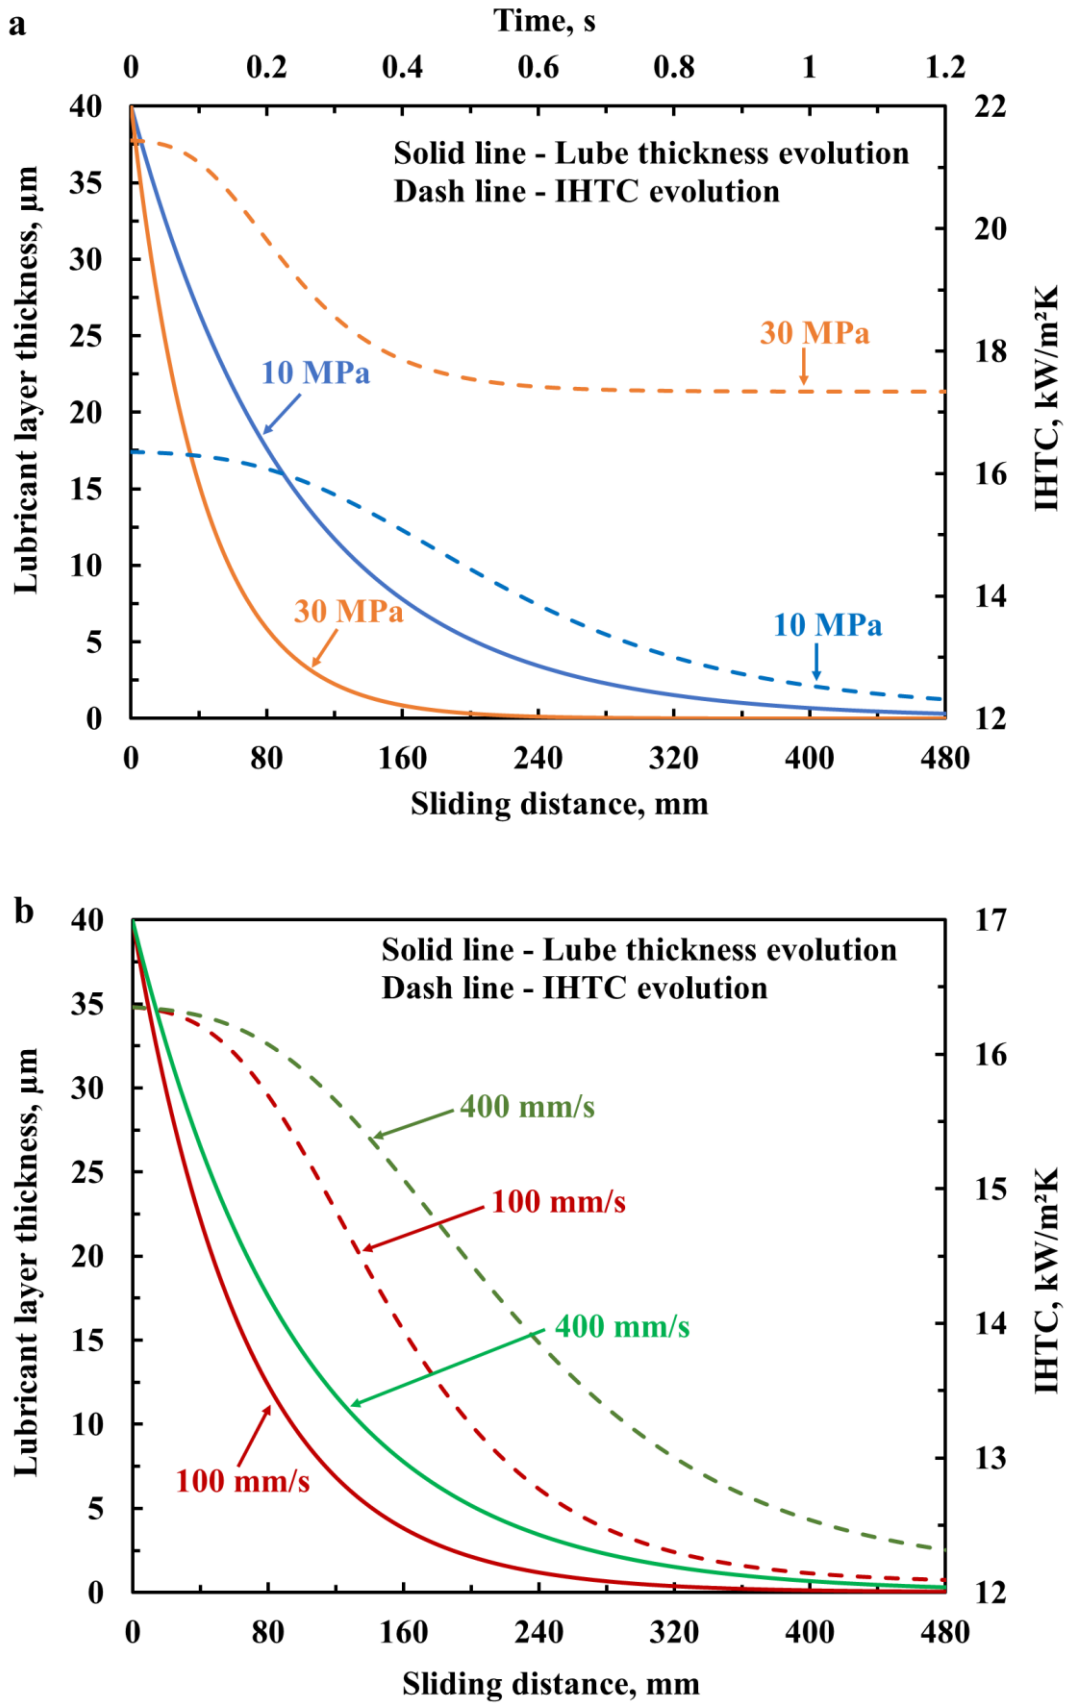 a
Time, s
0 0.2 0.4 0.6 0.8 1 1.2
Solid line - Lube thickness evolution
Dash line - IHTC evolution
Lubricant layer thickness, μm
40
35
30
25
20
15
10
5
0
IHTC, kW/m²K
22
20
18
16
14
12
30 MPa
10 MPa
30 MPa
10 MPa
0 80 160 240 320 400 480
Sliding distance, mm
b
Solid line - Lube thickness evolution
Dash line - IHTC evolution
Lubricant layer thickness, μm
40
35
30
25
20
15
10
5
0
IHTC, kW/m²K
17
16
15
14
13
12
400 mm/s
100 mm/s
400 mm/s
100 mm/s
0 80 160 240 320 400 480
Sliding distance, mm